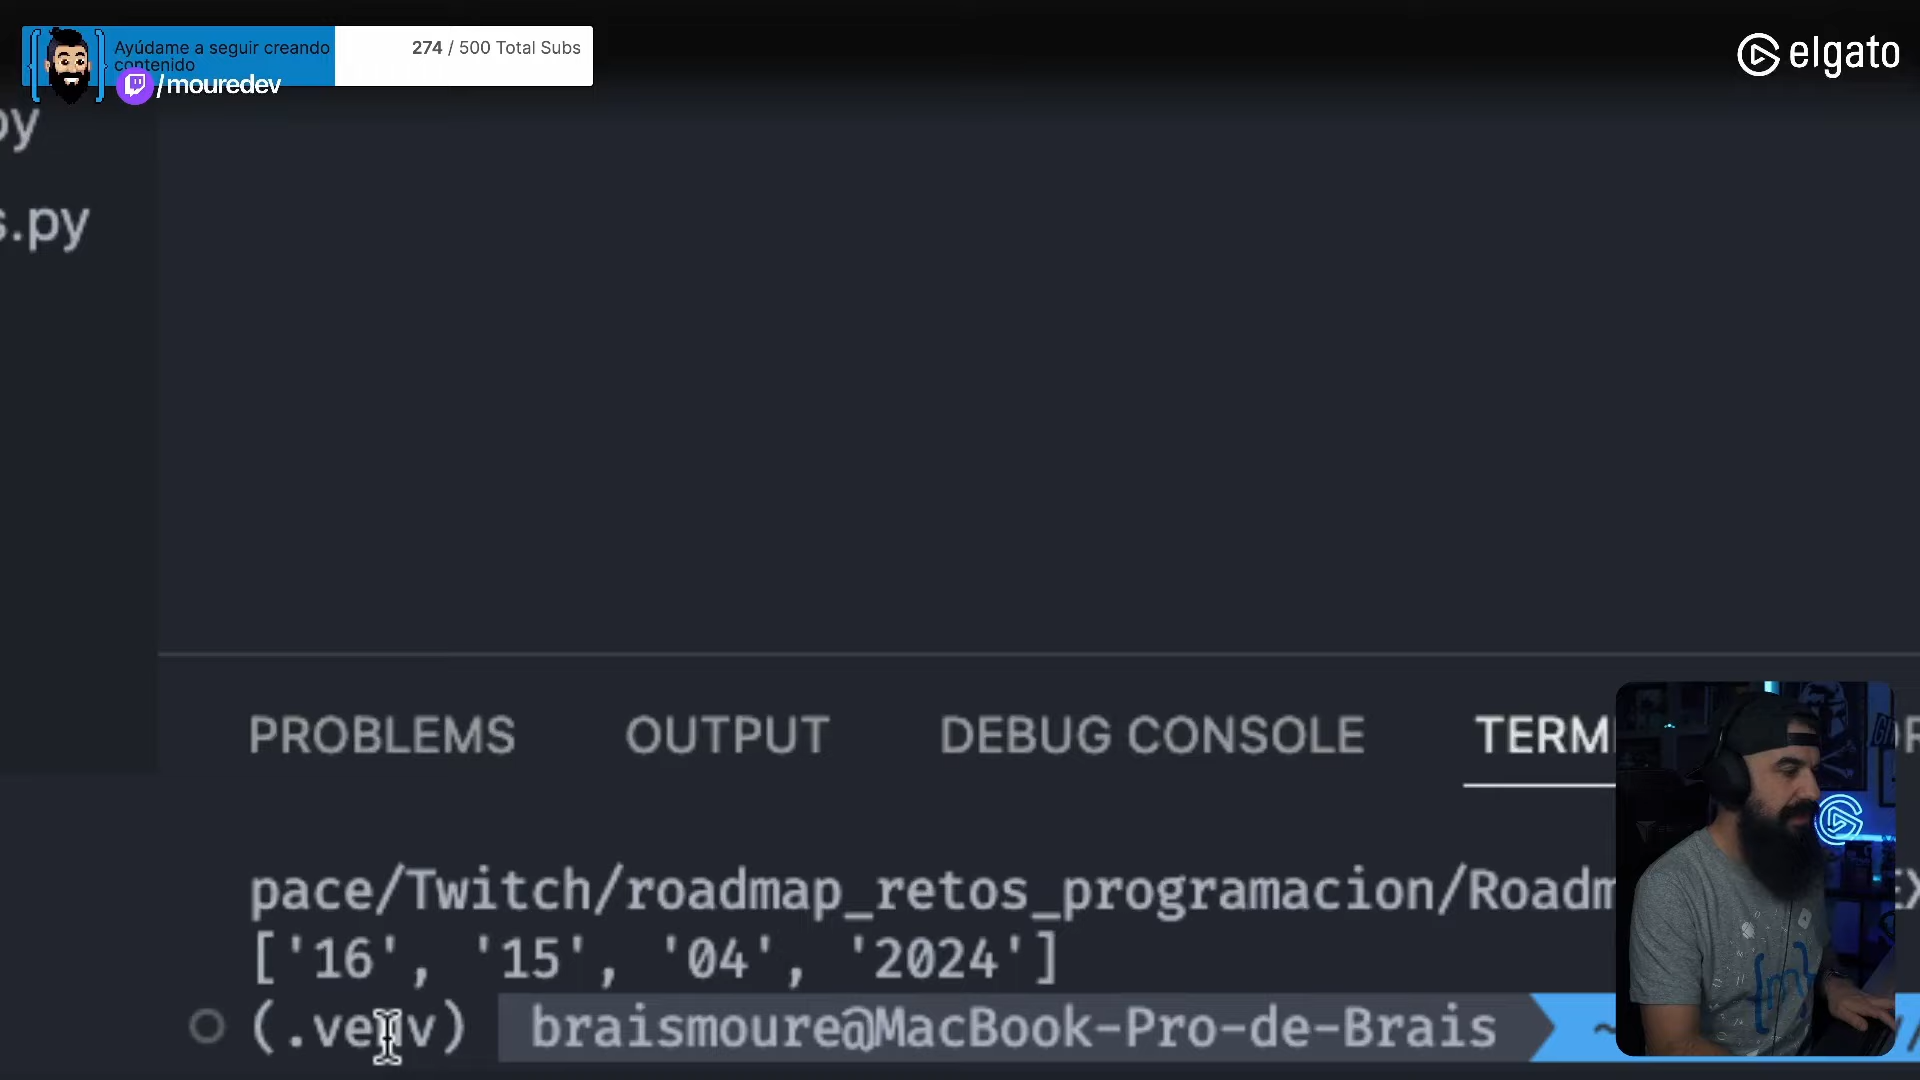 Ayúdame a seguir creando
contenido
274 / 500 Total Subs
/mouredev
elgato
py
s.py
PROBLEMS OUTPUT DEBUG CONSOLE TERM
pace/Twitch/roadmap_retos_programacion/Roadm
['16', '15', '04', '2024']
(.venv) braismoure@MacBook-Pro-de-Brais ~